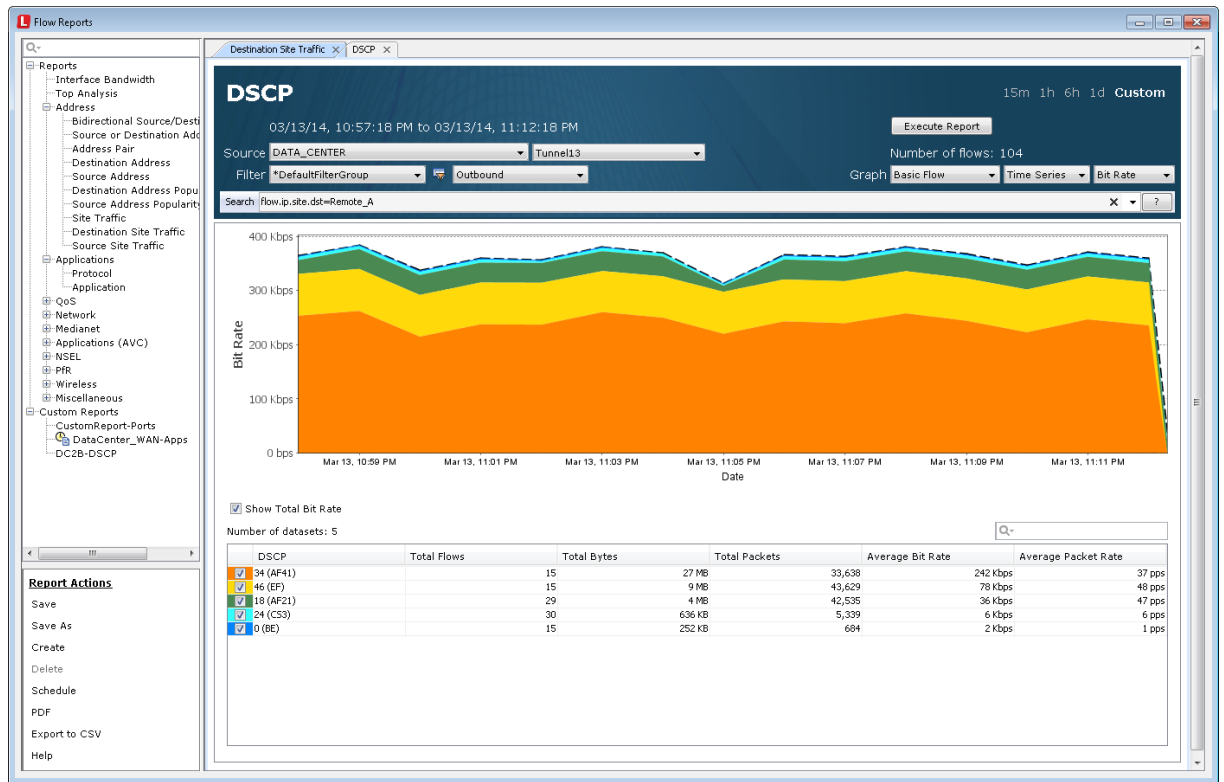 Flow Reports
Reports
Interface Bandwidth
Top Analysis
Address
Bidirectional Source/Desti
Source or Destination Add
Address Pair
Destination Address
Source Address
Destination Address Popu
Source Address Popularity
Site Traffic
Destination Site Traffic
Source Site Traffic
Applications
Protocol
Application
QoS
Network
Medianet
Applications (AVC)
NSEL
PfR
Wireless
Miscellaneous
Custom Reports
CustomReport-Ports
DataCenter_WAN-Apps
DC2B-DSCP
Report Actions
Save
Save As
Create
Delete
Schedule
PDF
Export to CSV
Help
Destination Site Traffic DSCP
DSCP 15m 1h 6h 1d Custom
03/13/14, 10:57:18 PM to 03/13/14, 11:12:18 PM Execute Report
Source DATA_CENTER Tunnel13 Number of flows: 104
Filter *DefaultFilterGroup Outbound Graph Basic Flow Time Series Bit Rate
Search flow.ip.site.dst=Remote_A ?
400 Kbps
300 Kbps
200 Kbps
100 Kbps
0 bps
Bit Rate
Mar 13, 10:59 PM Mar 13, 11:01 PM Mar 13, 11:03 PM Mar 13, 11:05 PM Mar 13, 11:07 PM Mar 13, 11:09 PM Mar 13, 11:11 PM
Date
Show Total Bit Rate
Number of datasets: 5
DSCP Total Flows Total Bytes Total Packets Average Bit Rate Average Packet Rate
34 (AF41) 15 27 MB 33,638 242 Kbps 37 pps
46 (EF) 15 9 MB 43,629 78 Kbps 48 pps
18 (AF21) 29 4 MB 42,535 36 Kbps 47 pps
24 (CS3) 30 636 KB 5,339 6 Kbps 6 pps
0 (BE) 15 252 KB 684 2 Kbps 1 pps